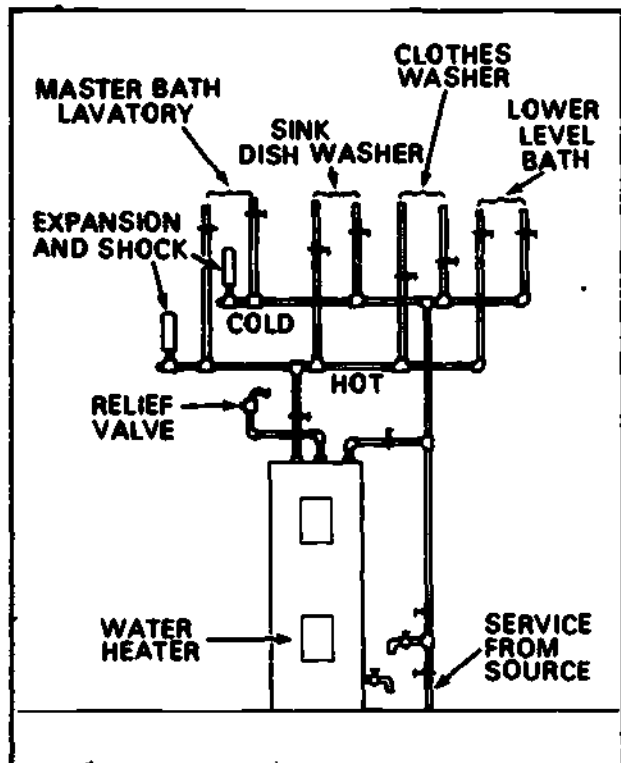 CLOTHES
WASHER
MASTER BATH
LAVATORY
SINK
DISH WASHER
LOWER
LEVEL
BATH
EXPANSION
AND SHOCK
COLD
HOT
RELIEF
VALVE
WATER
HEATER
SERVICE
FROM
SOURCE